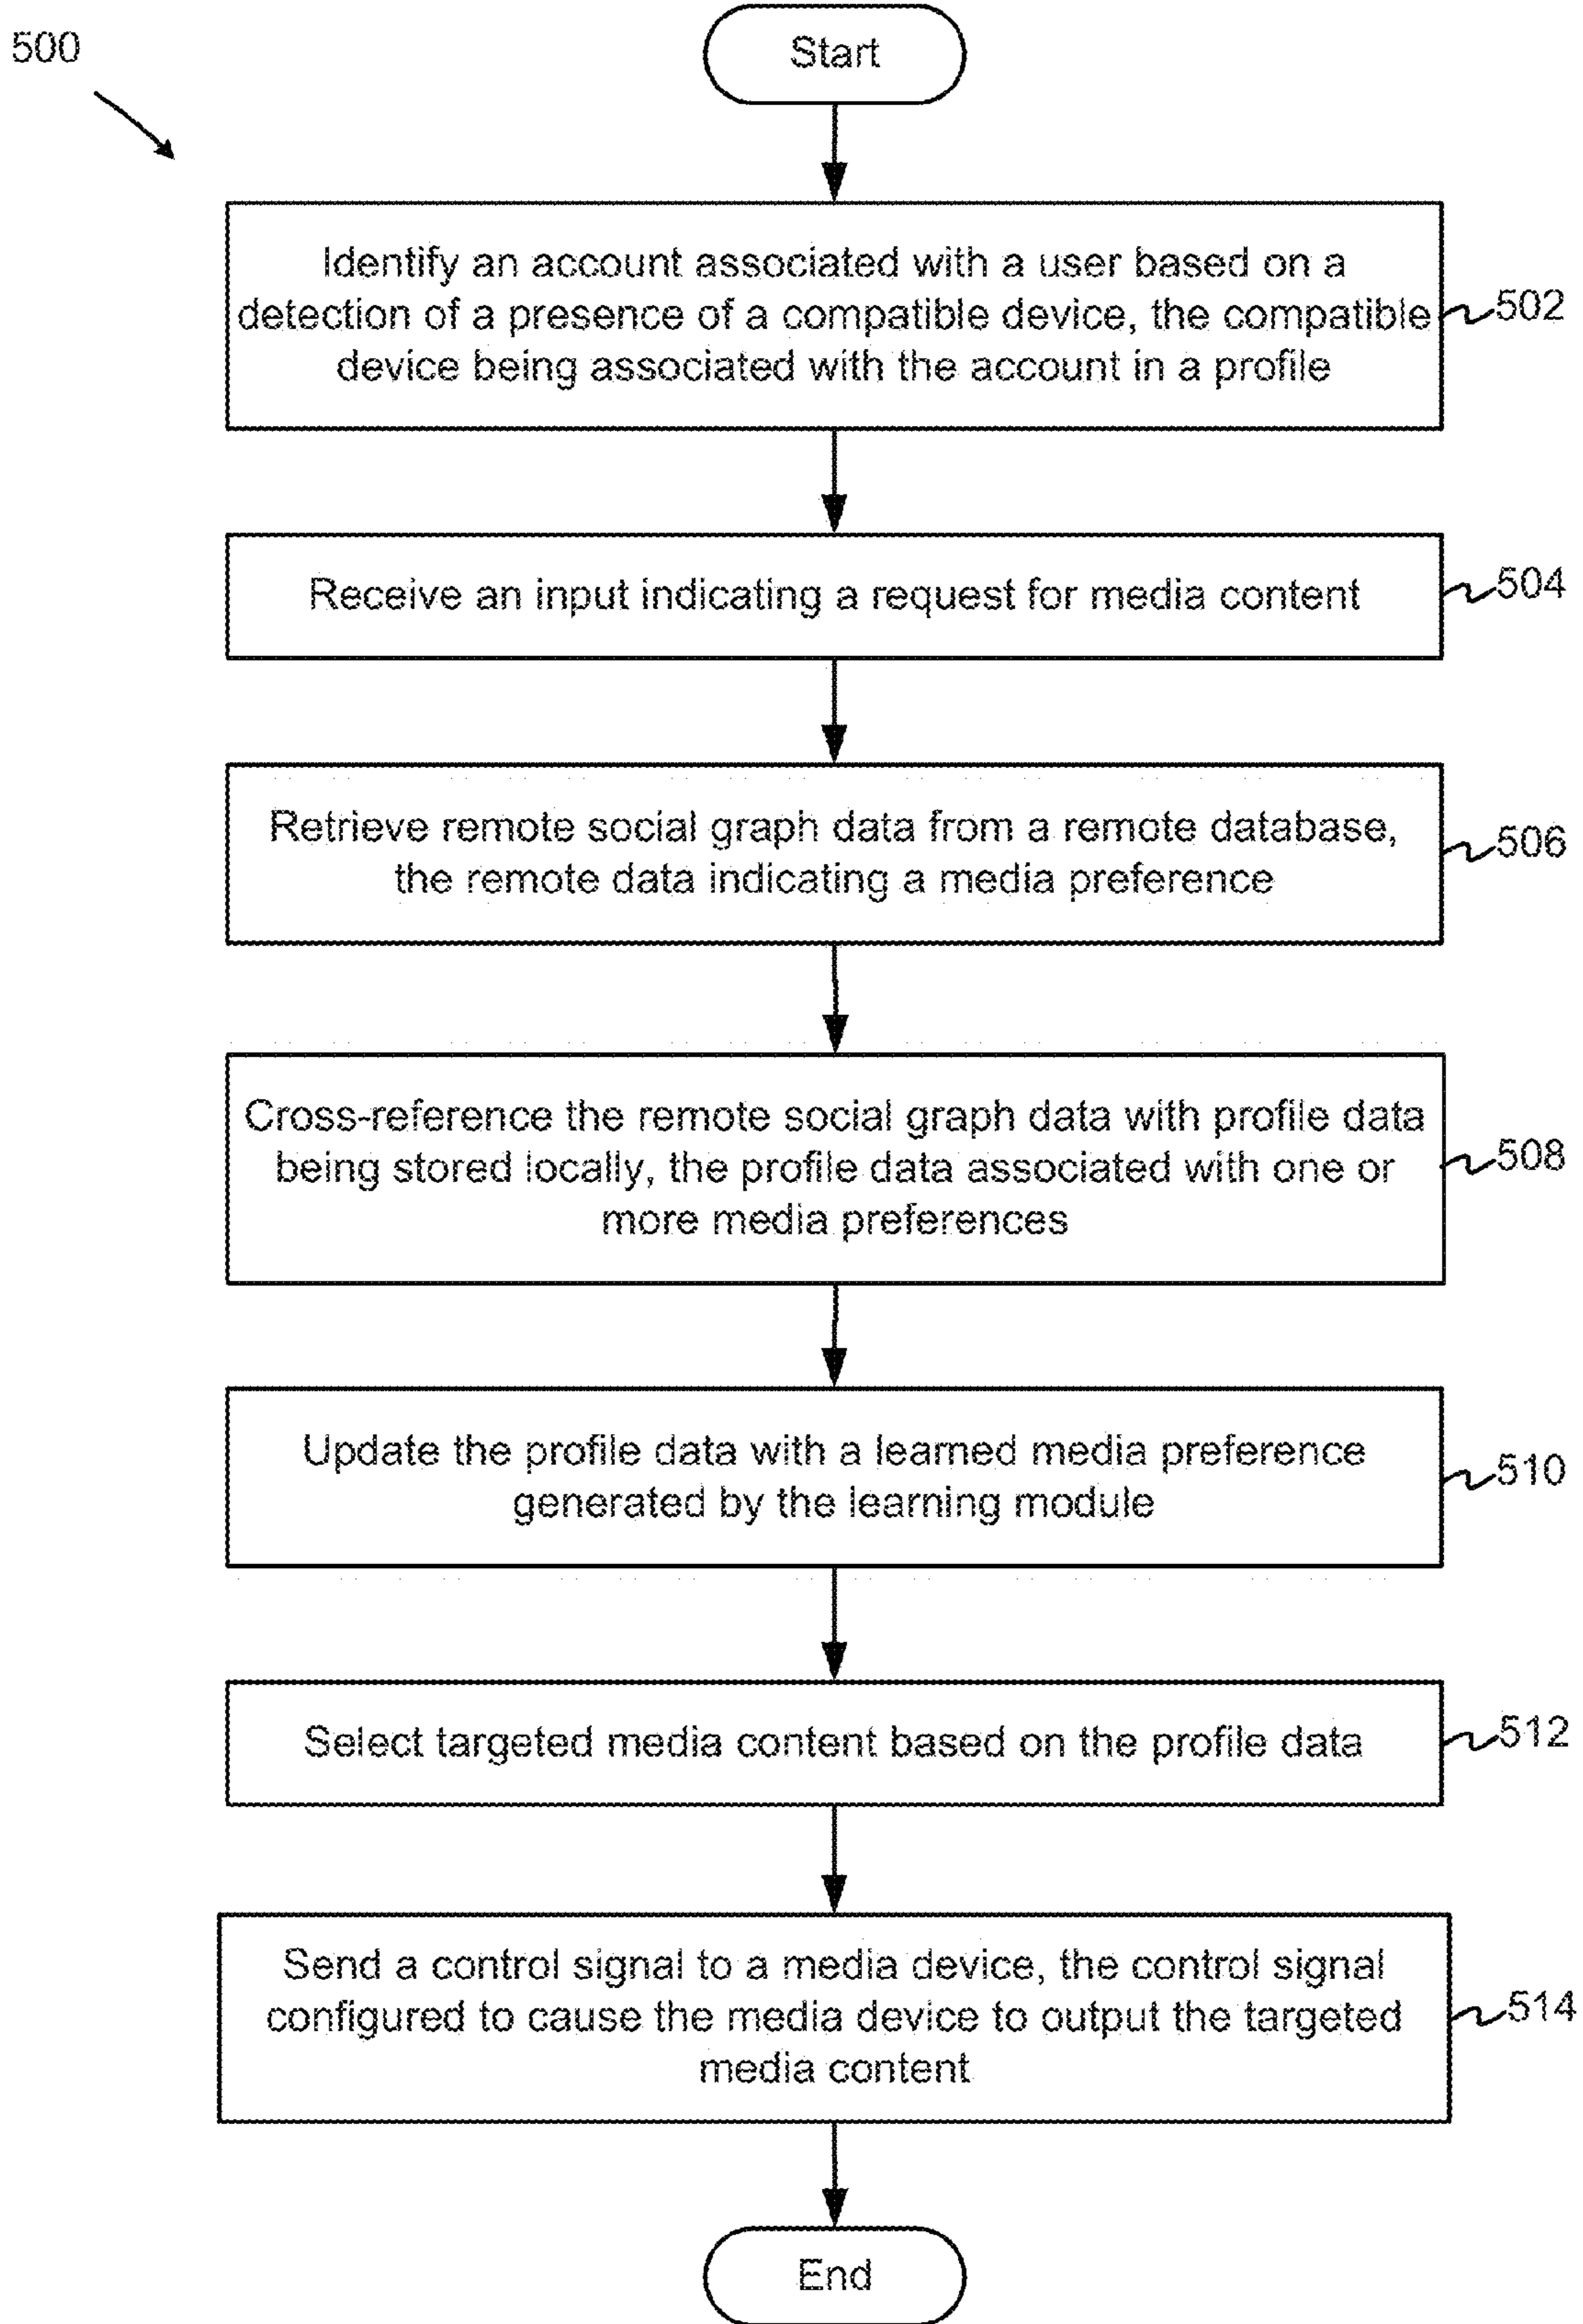 500
Start
Identify an account associated with a user based on a
detection of a presence of a compatible device, the compatible
device being associated with the account in a profile
502
Receive an input indicating a request for media content
504
Retrieve remote social graph data from a remote database,
the remote data indicating a media preference
506
Cross-reference the remote social graph data with profile data
being stored locally, the profile data associated with one or
more media preferences
508
Update the profile data with a learned media preference
generated by the learning module
510
Select targeted media content based on the profile data
512
Send a control signal to a media device, the control signal
configured to cause the media device to output the targeted
media content
514
End